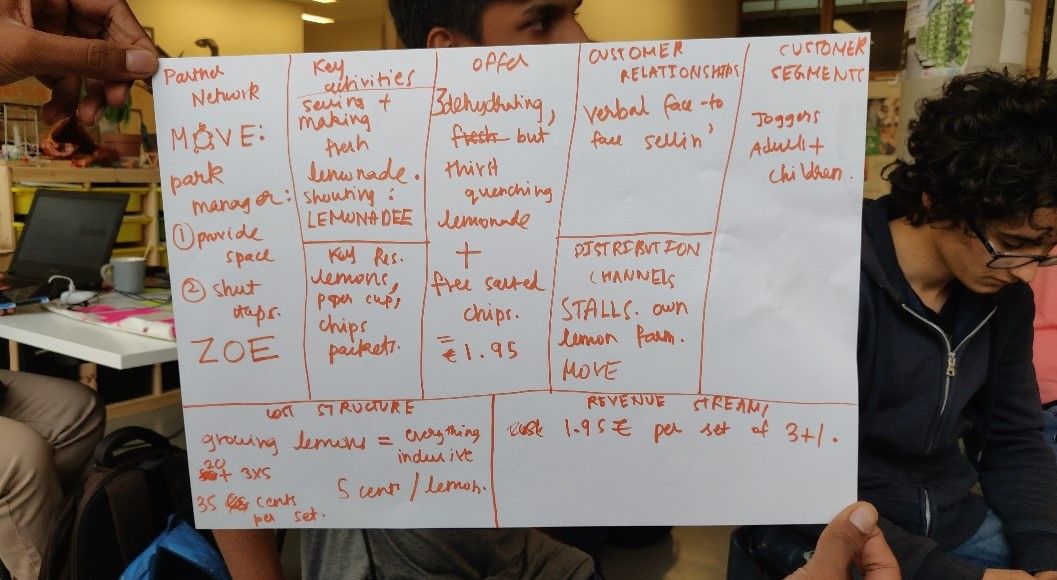 Partner
Network
MOVE:
park
manager:
① provide
space
② shut
taps.
ZOE
Key
activities
making
fresh
lemonade.
shouting:
LEMONADEE
Key Res.
lemons,
paper cups,
chips
packets.
OFFER
3 dehydrating,
fresh but
thirst
quenching
lemonade
+
free salted
chips.
= € 1.95
CUSTOMER
RELATIONSHIPS
Verbal face-to
face sellin'
DISTRIBUTION
CHANNELS
STALLS. own
lemon farm.
MOVE
CUSTOMER
SEGMENTS
Joggers
Adult +
children.
COST STRUCTURE
growing lemons = everything
inclusive
20 + 3x5
35 cents
per set.
5 cents / lemon.
REVENUE STREAMS
cost 1.95 € per set of 3+1.